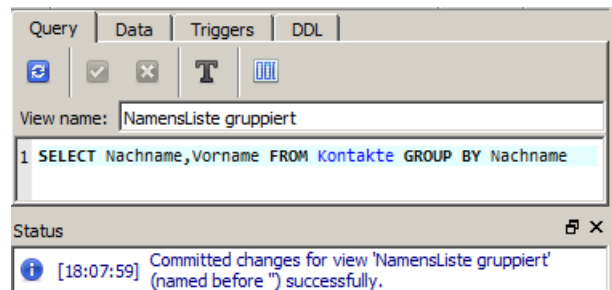 Query Data Triggers DDL
T
View name: NamensListe gruppiert
1 SELECT Nachname,Vorname FROM Kontakte GROUP BY Nachname
Status
[18:07:59] Committed changes for view 'NamensListe gruppiert'
(named before '') successfully.